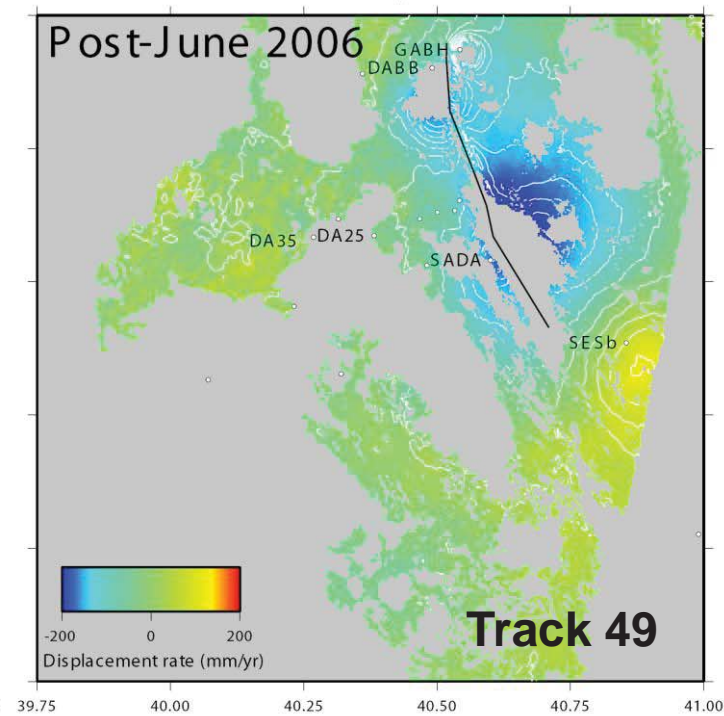 Post-June 2006
GABH
DABB
DA35
DA25
SADA
SESb
-200 0 200
Displacement rate (mm/yr)
Track 49
39.75 40.00 40.25 40.50 40.75 41.00